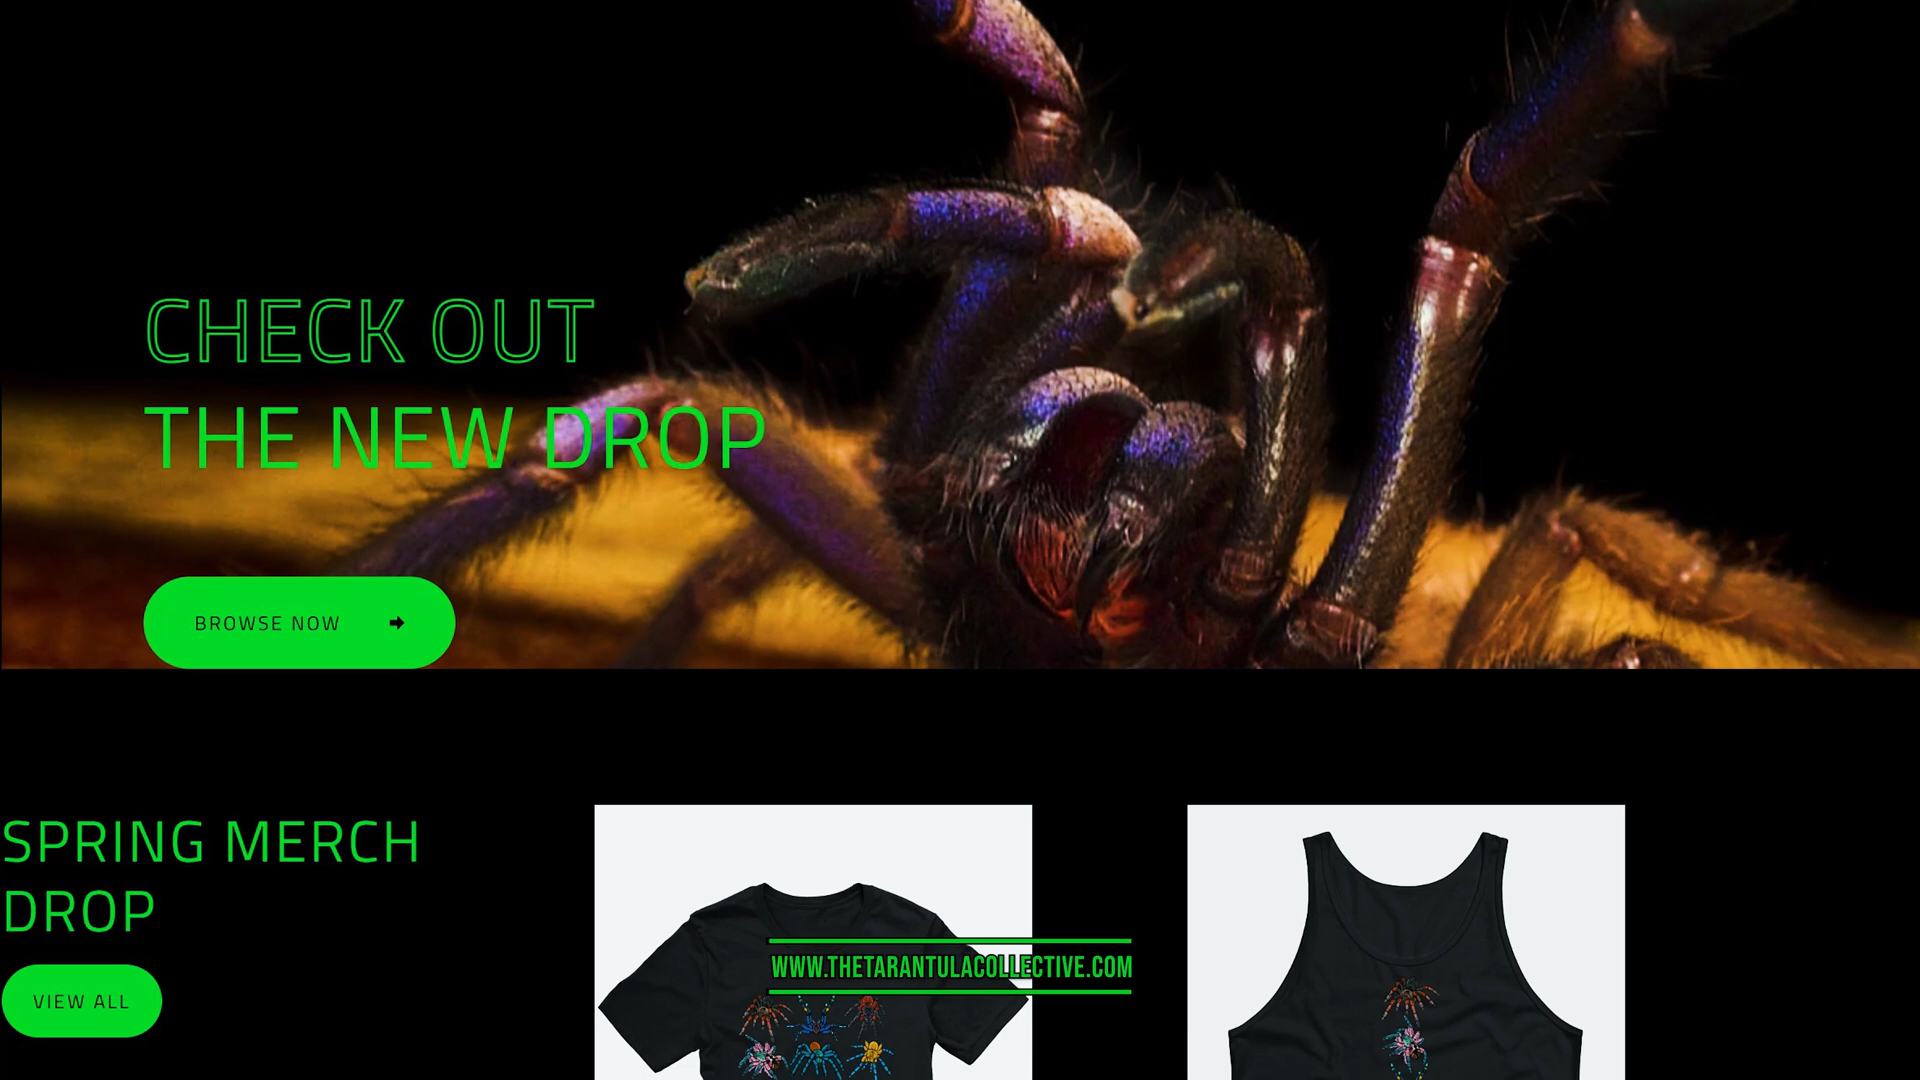 CHECK OUT
THE NEW DROP
BROWSE NOW
SPRING MERCH
DROP
VIEW ALL
WWW.THETARANTULACOLLECTIVE.COM